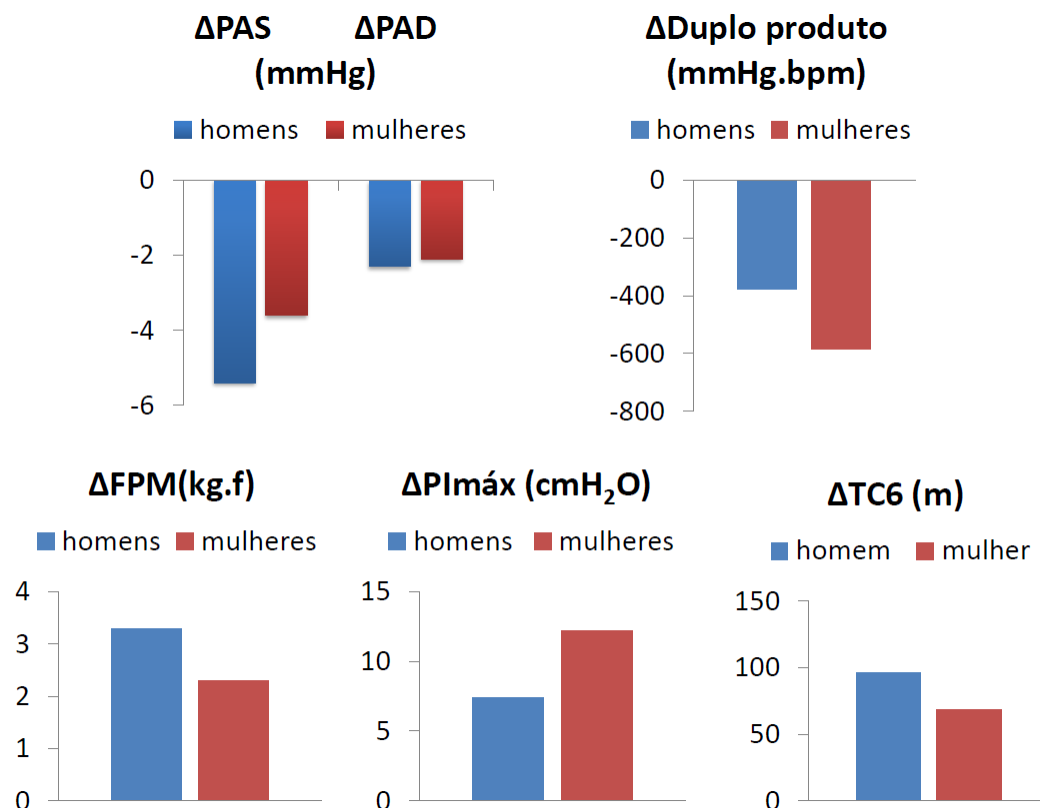 ΔPAS ΔPAD
(mmHg)
homens mulheres
0
-2
-4
-6
ΔDuplo produto
(mmHg.bpm)
homens mulheres
0
-200
-400
-600
-800
ΔFPM(kg.f)
homens mulheres
4
3
2
1
0
ΔPImáx (cmH₂O)
homens mulheres
15
10
5
0
ΔTC6 (m)
homem mulher
150
100
50
0